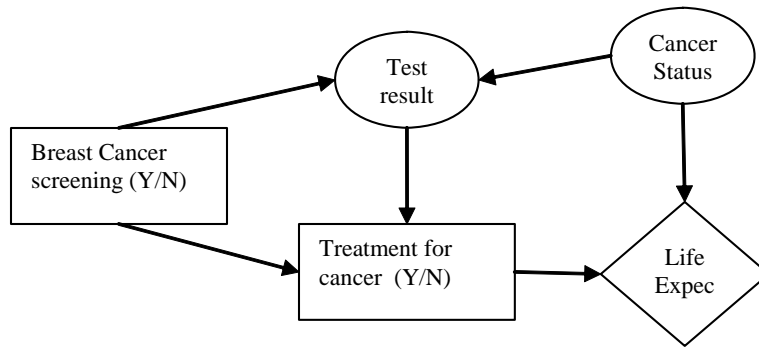 Test
result
Cancer
Status
Breast Cancer
screening (Y/N)
Treatment for
cancer (Y/N)
Life
Expec